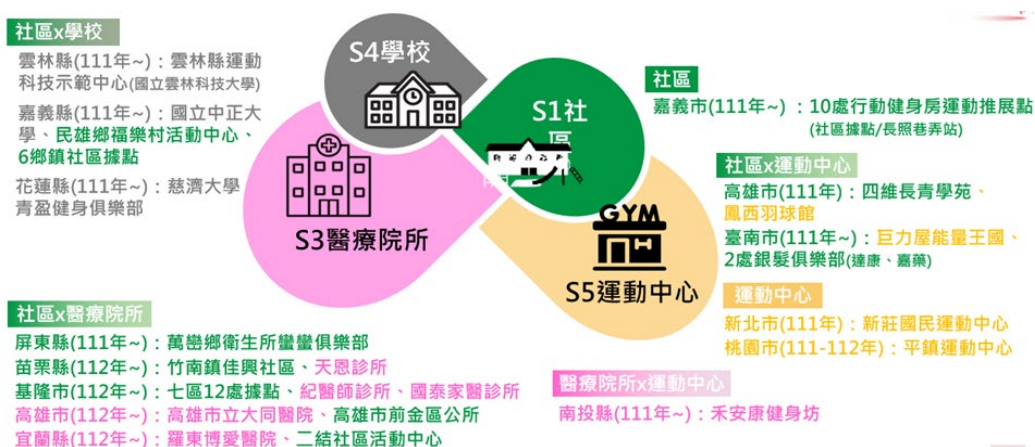 社區x學校
雲林縣(111年~)：雲林縣運動
科技示範中心(國立雲林科技大學)
嘉義縣(111年~)：國立中正大
學、民雄鄉福樂村活動中心、
6鄉鎮社區據點
花蓮縣(111年~)：慈濟大學
青盈健身俱樂部
S4學校
S1社
區
S3醫療院所
GYM
S5運動中心
社區
嘉義市(111年~)：10處行動健身房運動推展點
(社區據點/長照巷弄站)
社區x運動中心
高雄市(111年)：四維長青學苑、
鳳西羽球館
臺南市(111年~)：巨力屋能量王國、
2處銀髮俱樂部(達康、嘉藥)
運動中心
新北市(111年)：新莊國民運動中心
桃園市(111-112年)：平鎮運動中心
社區x醫療院所
屏東縣(111年~)：萬巒鄉衛生所蠻蠻俱樂部
苗栗縣(112年~)：竹南鎮佳興社區、天恩診所
基隆市(112年~)：七區12處據點、紀醫師診所、國泰家醫診所
高雄市(112年~)：高雄市立大同醫院、高雄市前金區公所
宜蘭縣(112年~)：羅東博愛醫院、二結社區活動中心
醫療院所x運動中心
南投縣(111年~)：禾安康健身坊